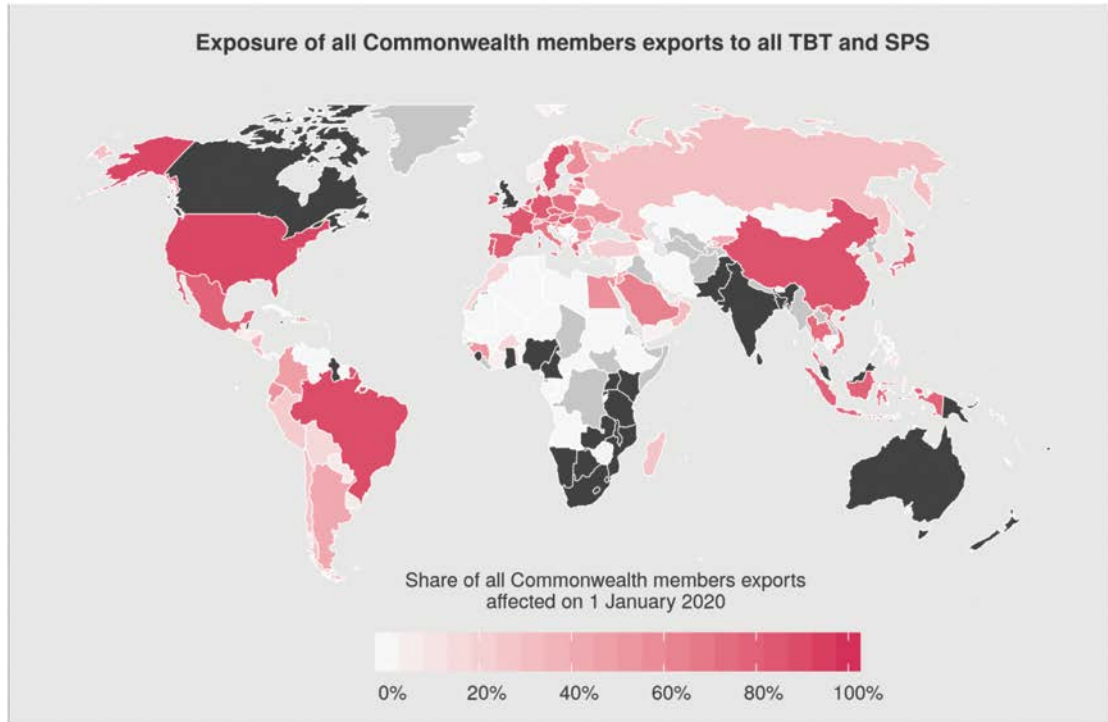 Exposure of all Commonwealth members exports to all TBT and SPS
Share of all Commonwealth members exports
affected on 1 January 2020
0% 20% 40% 60% 80% 100%